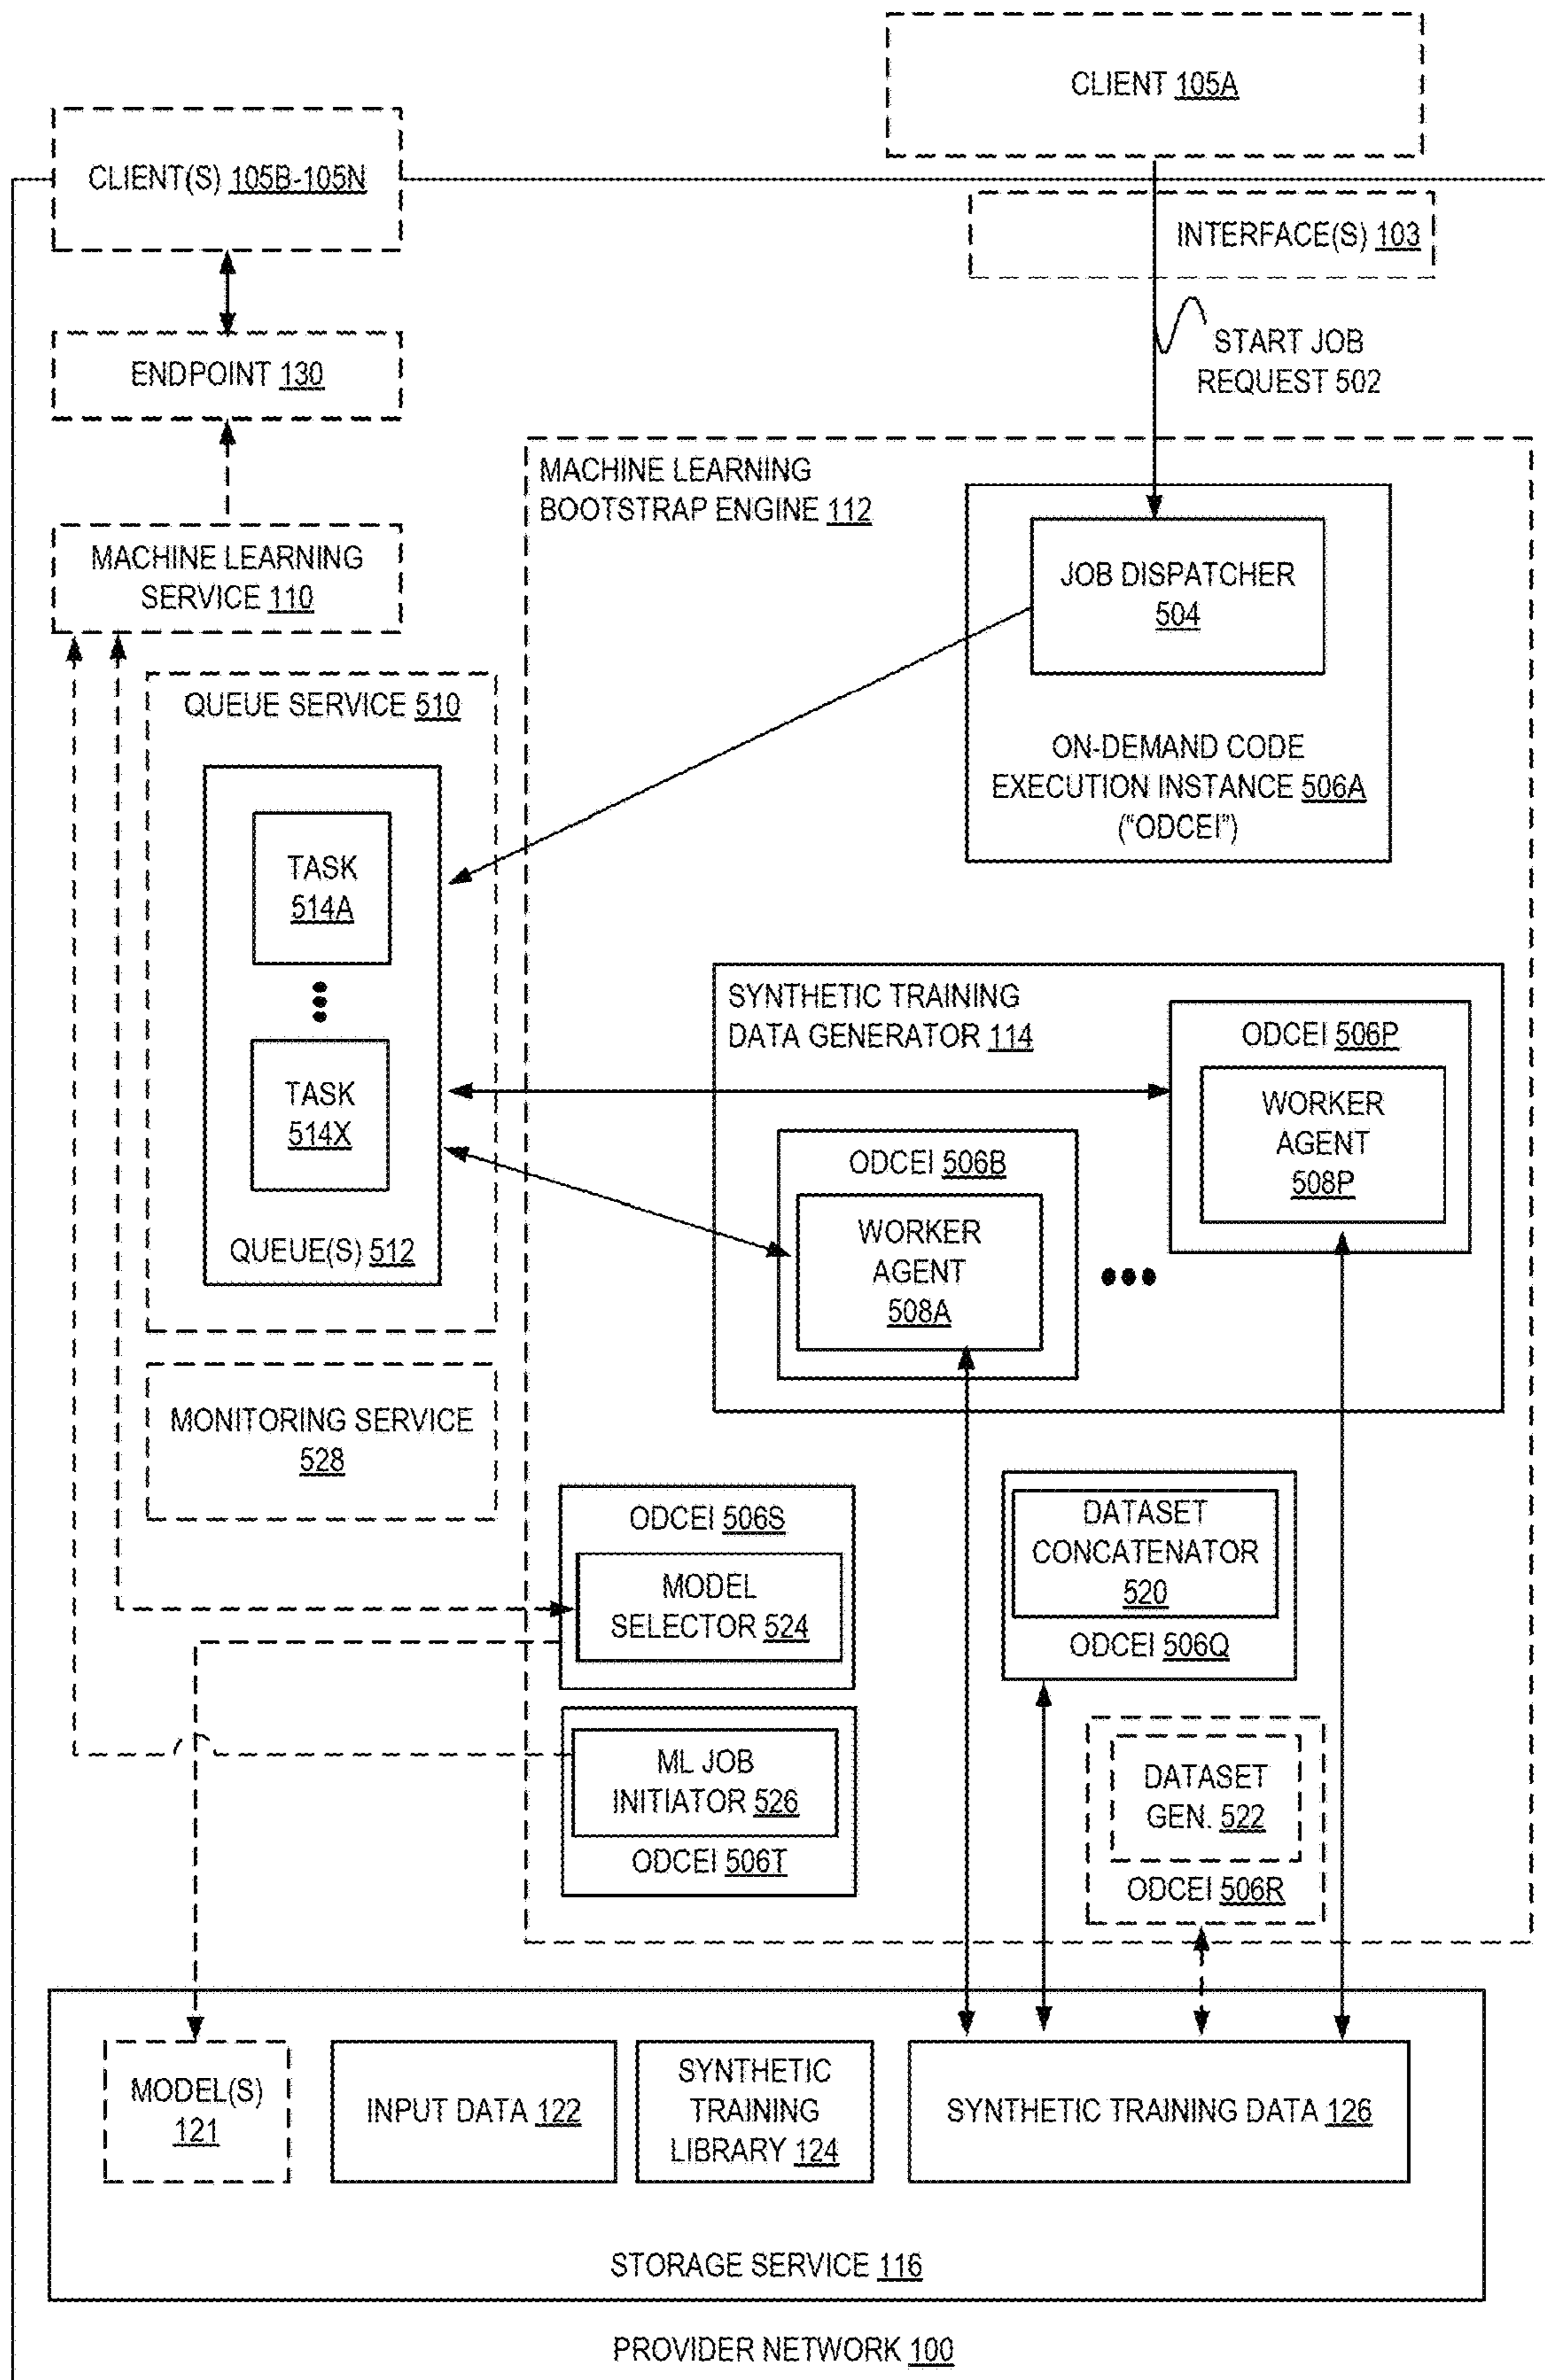 CLIENT 105A
CLIENT(S) 105B-105N
INTERFACE(S) 103
START JOB
REQUEST 502
ENDPOINT 130
MACHINE LEARNING
BOOTSTRAP ENGINE 112
MACHINE LEARNING
SERVICE 110
JOB DISPATCHER
504
ON-DEMAND CODE
EXECUTION INSTANCE 506A
("ODCEI")
QUEUE SERVICE 510
TASK
514A
TASK
514X
QUEUE(S) 512
SYNTHETIC TRAINING
DATA GENERATOR 114
ODCEI 506P
WORKER
AGENT
508P
ODCEI 506B
WORKER
AGENT
508A
MONITORING SERVICE
528
ODCEI 506S
MODEL
SELECTOR 524
DATASET
CONCATENATOR
520
ODCEI 506Q
ML JOB
INITIATOR 526
ODCEI 506T
DATASET
GEN. 522
ODCEI 506R
MODEL(S)
121
INPUT DATA 122
SYNTHETIC
TRAINING
LIBRARY 124
SYNTHETIC TRAINING DATA 126
STORAGE SERVICE 116
PROVIDER NETWORK 100